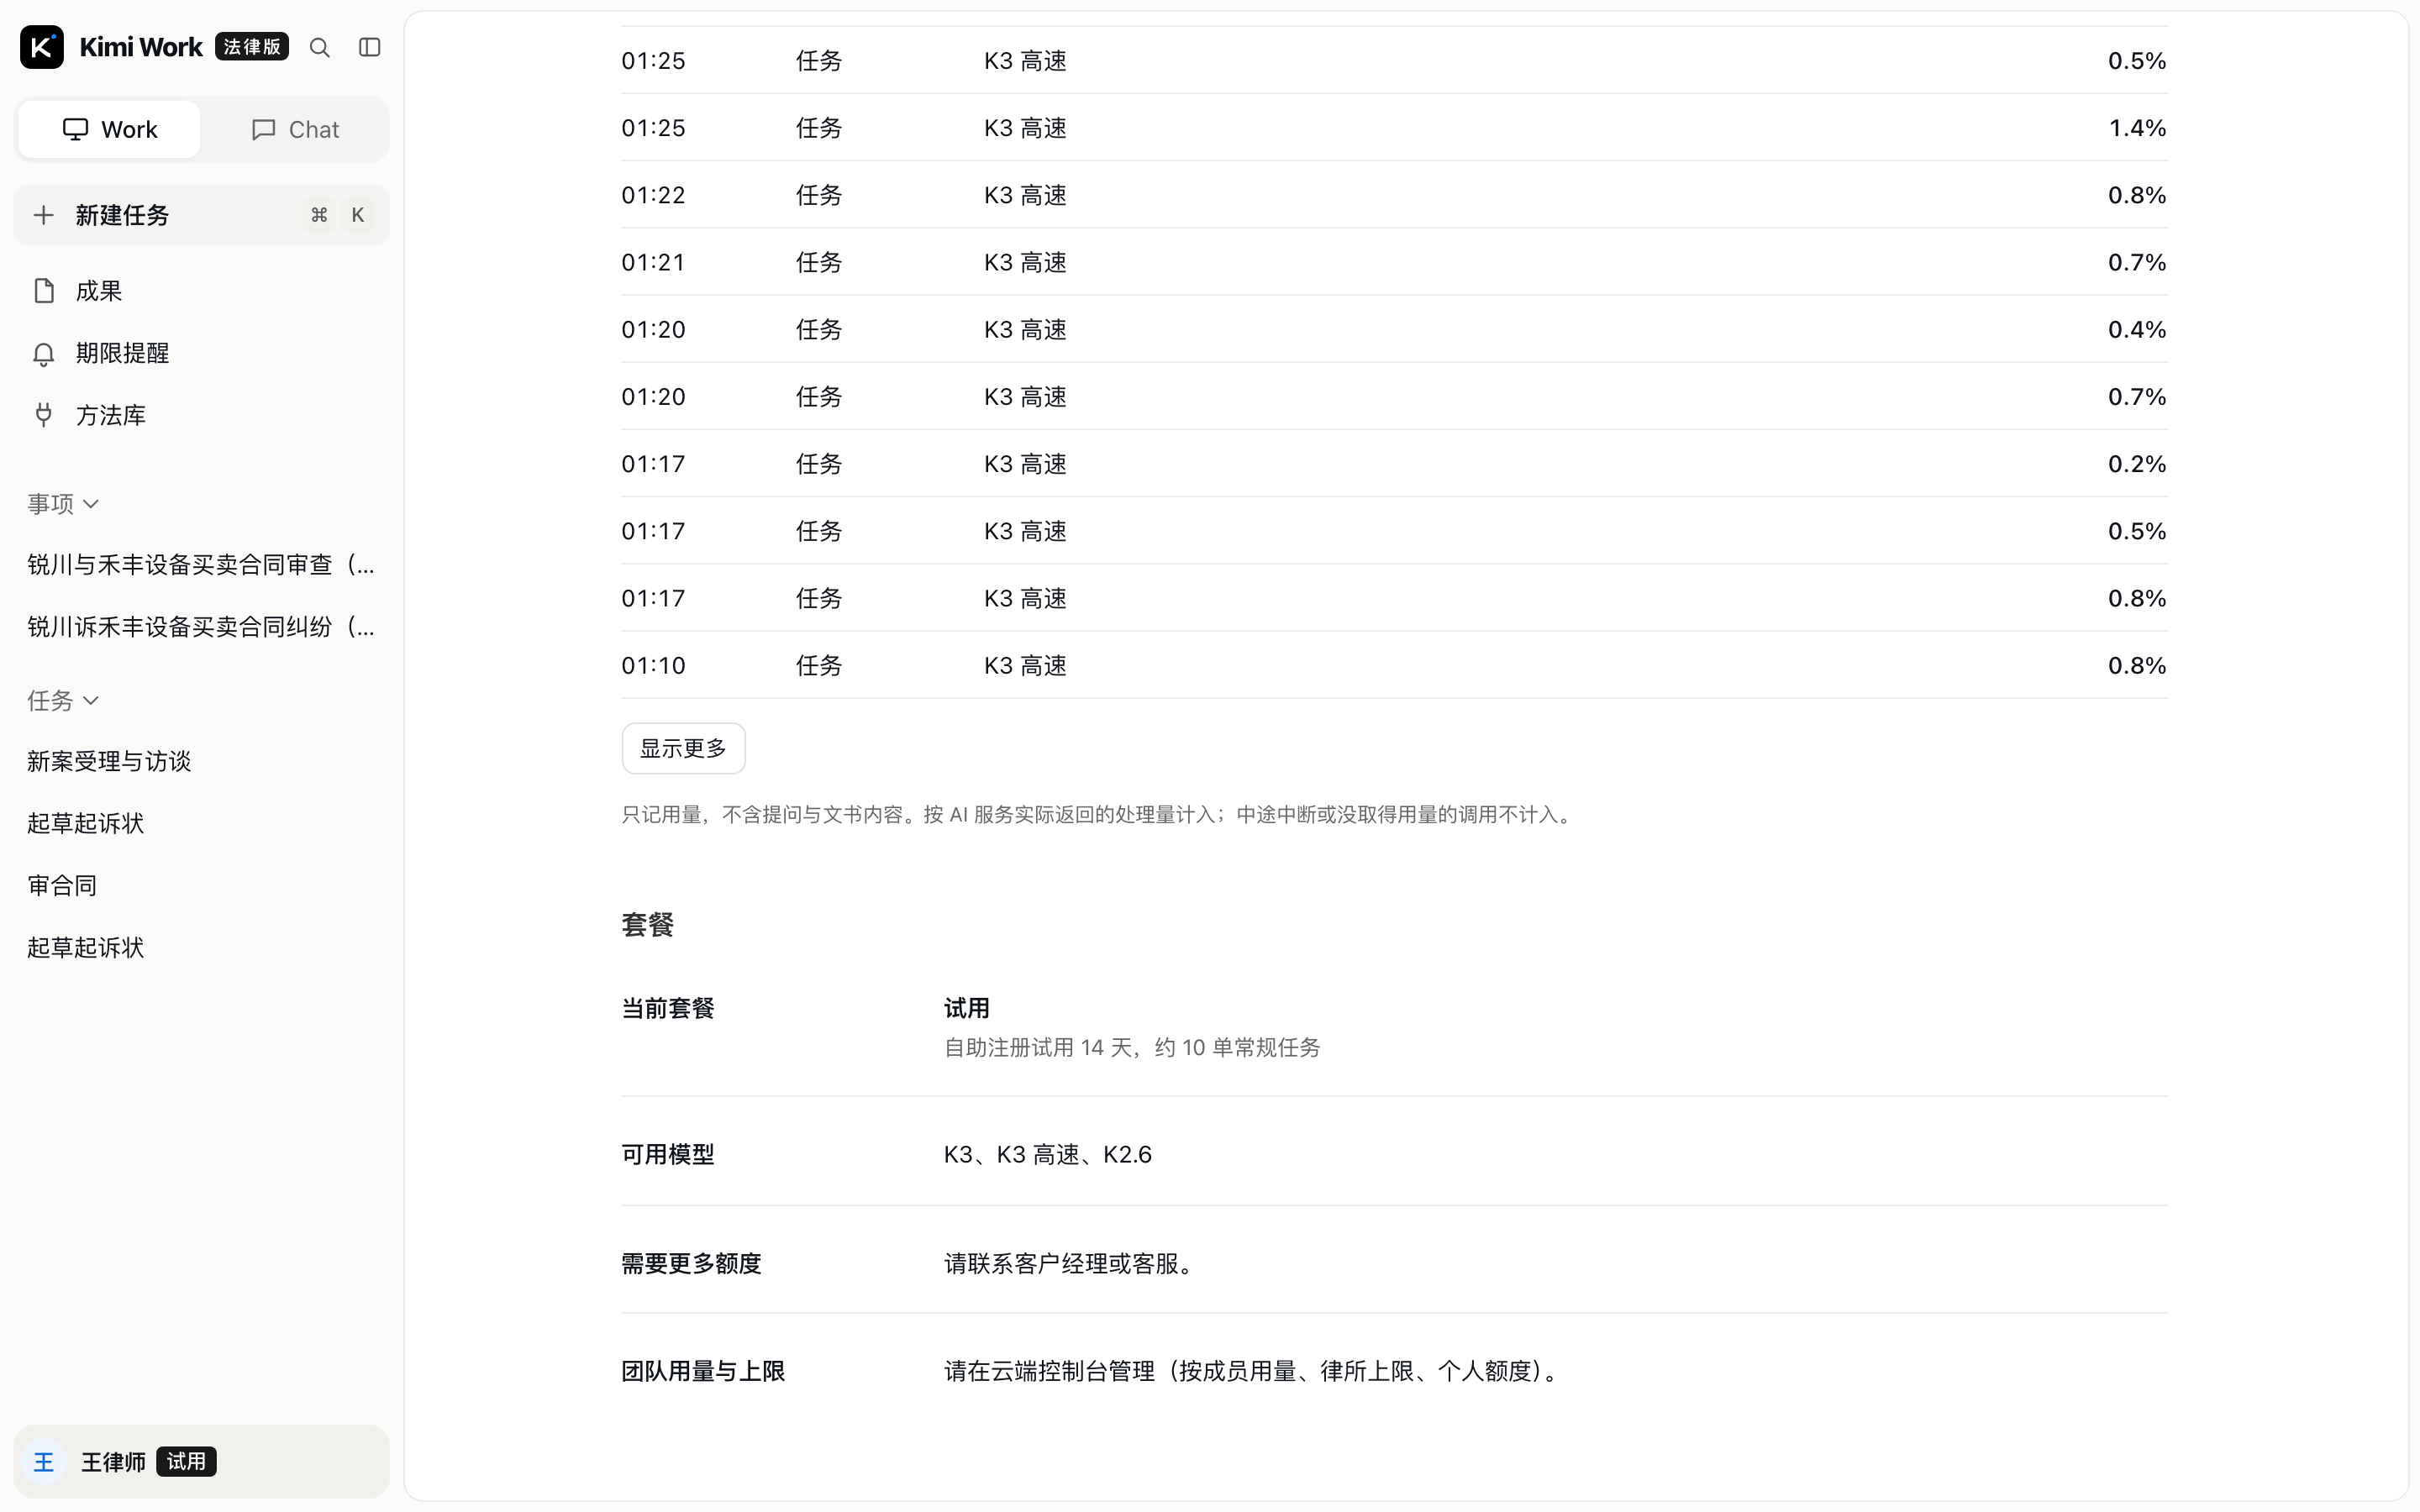 Kimi Work 法律版
Work
Chat
新建任务 ⌘ K
成果
期限提醒
方法库
事项
锐川与禾丰设备买卖合同审查（...
锐川诉禾丰设备买卖合同纠纷（...
任务
新案受理与访谈
起草起诉状
审合同
起草起诉状
王 王律师 试用
01:25 任务 K3 高速 0.5%
01:25 任务 K3 高速 1.4%
01:22 任务 K3 高速 0.8%
01:21 任务 K3 高速 0.7%
01:20 任务 K3 高速 0.4%
01:20 任务 K3 高速 0.7%
01:17 任务 K3 高速 0.2%
01:17 任务 K3 高速 0.5%
01:17 任务 K3 高速 0.8%
01:10 任务 K3 高速 0.8%
显示更多
只记用量，不含提问与文书内容。按 AI 服务实际返回的处理量计入；中途中断或没取得用量的调用不计入。
套餐
当前套餐 试用
自助注册试用 14 天，约 10 单常规任务
可用模型 K3、K3 高速、K2.6
需要更多额度 请联系客户经理或客服。
团队用量与上限 请在云端控制台管理（按成员用量、律所上限、个人额度）。